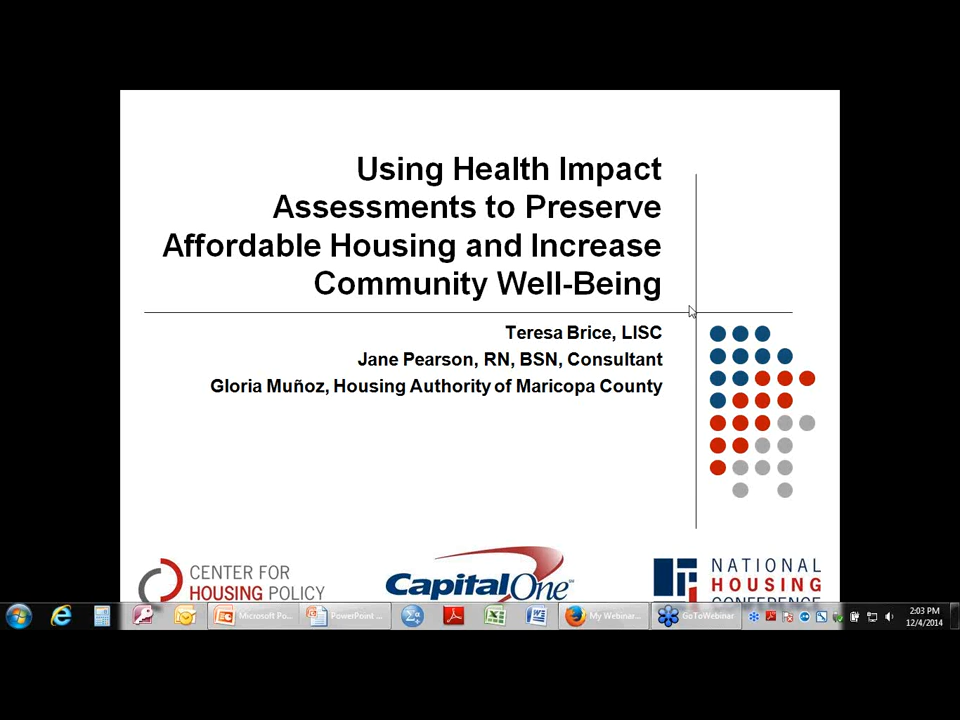 Using Health Impact
Assessments to Preserve
Affordable Housing and Increase
Community Well-Being
Teresa Brice, LISC
Jane Pearson, RN, BSN, Consultant
Gloria Muñoz, Housing Authority of Maricopa County
CENTER FOR
HOUSING POLICY
CapitalOne
NATIONAL
HOUSING
CONFERENCE
Microsoft Po...
PowerPoint ...
My Webinar...
GoToWebinar
2:03 PM
12/4/2014